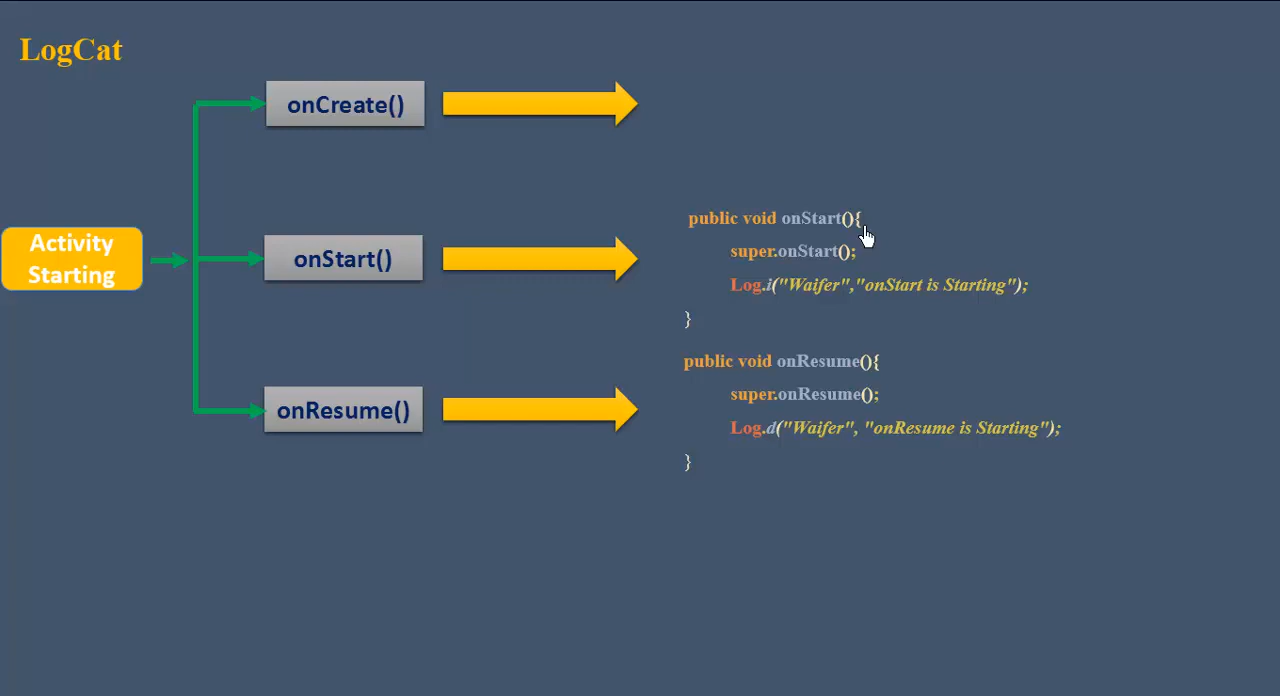 LogCat
onCreate()
Activity
Starting
onStart()
onResume()
public void onStart(){
super.onStart();
Log.i("Waifer","onStart is Starting");
}
public void onResume(){
super.onResume();
Log.d("Waifer", "onResume is Starting");
}